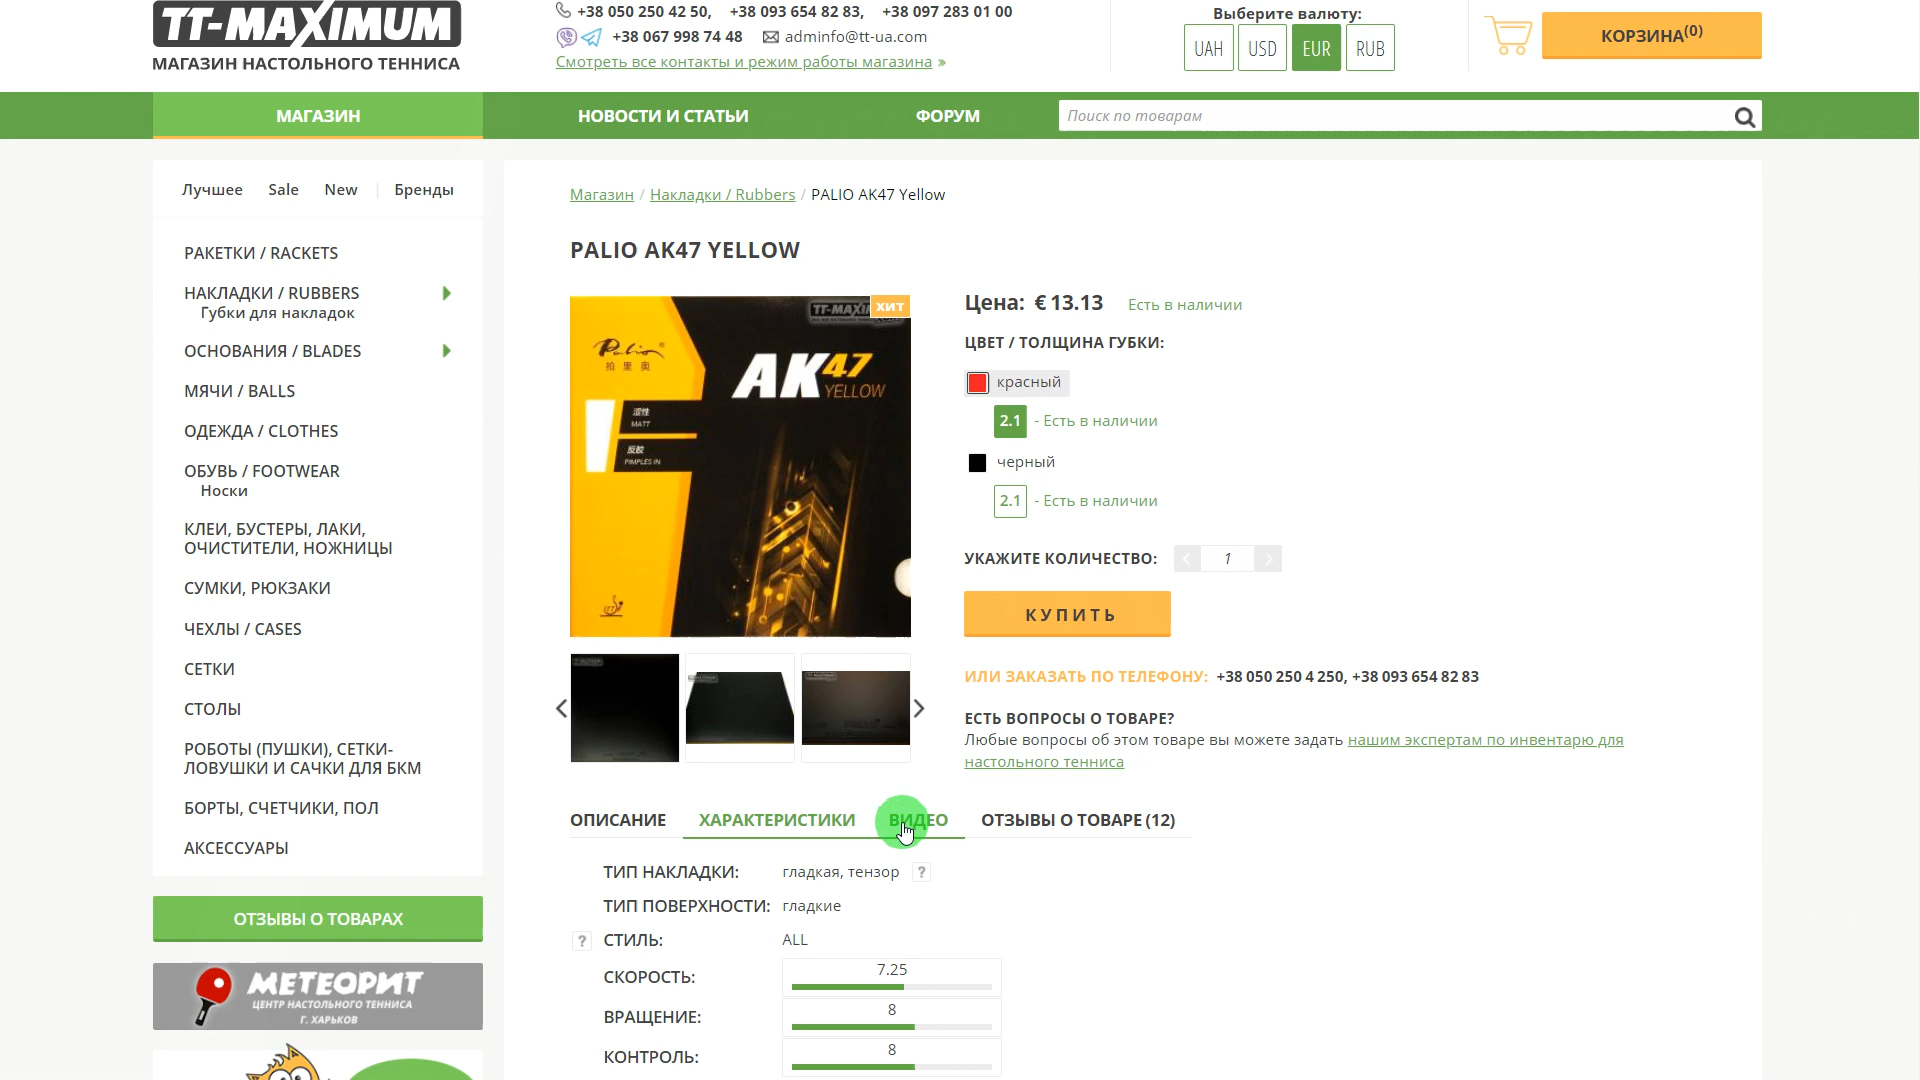 TT-MAXIMUM
МАГАЗИН НАСТОЛЬНОГО ТЕННИСА
+38 050 250 42 50, +38 093 654 82 83, +38 097 283 01 00
+38 067 998 74 48 adminfo@tt-ua.com
Смотреть все контакты и режим работы магазина »
Выберите валюту:
UAH USD EUR RUB
КОРЗИНА(0)
МАГАЗИН
НОВОСТИ И СТАТЬИ
ФОРУМ
Поиск по товарам
Лучшее Sale New | Бренды
РАКЕТКИ / RACKETS
НАКЛАДКИ / RUBBERS
Губки для накладок
ОСНОВАНИЯ / BLADES
МЯЧИ / BALLS
ОДЕЖДА / CLOTHES
ОБУВЬ / FOOTWEAR
Носки
КЛЕИ, БУСТЕРЫ, ЛАКИ,
ОЧИСТИТЕЛИ, НОЖНИЦЫ
СУМКИ, РЮКЗАКИ
ЧЕХЛЫ / CASES
СЕТКИ
СТОЛЫ
РОБОТЫ (ПУШКИ), СЕТКИ-
ЛОВУШКИ И САЧКИ ДЛЯ БКМ
БОРТЫ, СЧЕТЧИКИ, ПОЛ
АКСЕССУАРЫ
ОТЗЫВЫ О ТОВАРАХ
МЕТЕОРИТ
ЦЕНТР НАСТОЛЬНОГО ТЕННИСА
Г. ХАРЬКОВ
Магазин / Накладки / Rubbers / PALIO AK47 Yellow
PALIO AK47 YELLOW
хит
Palio
拍里奥
AK47
YELLOW
涩性
MATT
反胶
PIMPLES IN
Цена: € 13.13 Есть в наличии
ЦВЕТ / ТОЛЩИНА ГУБКИ:
красный
2.1 - Есть в наличии
черный
2.1 - Есть в наличии
УКАЖИТЕ КОЛИЧЕСТВО: 1
КУПИТЬ
ИЛИ ЗАКАЗАТЬ ПО ТЕЛЕФОНУ: +38 050 250 4 250, +38 093 654 82 83
ЕСТЬ ВОПРОСЫ О ТОВАРЕ?
Любые вопросы об этом товаре вы можете задать нашим экспертам по инвентарю для
настольного тенниса
ОПИСАНИЕ ХАРАКТЕРИСТИКИ ВИДЕО ОТЗЫВЫ О ТОВАРЕ (12)
ТИП НАКЛАДКИ: гладкая, тензор ?
ТИП ПОВЕРХНОСТИ: гладкие
? СТИЛЬ: ALL
СКОРОСТЬ: 7.25
ВРАЩЕНИЕ: 8
КОНТРОЛЬ: 8